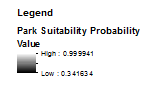 Legend
Park Suitability Probability
Value
High : 0.999941
Low : 0.341634